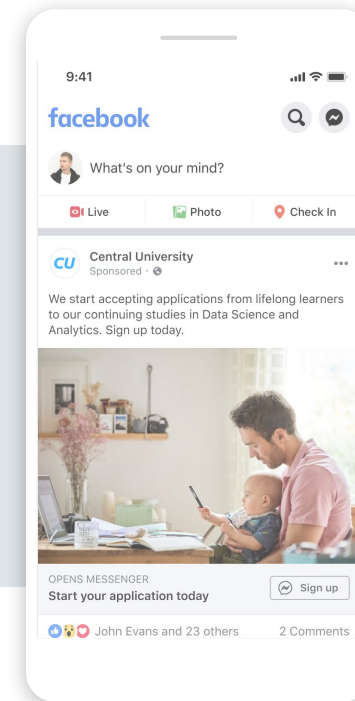 9:41
facebook
What's on your mind?
Live Photo Check In
CU Central University
Sponsored ·
We start accepting applications from lifelong learners
to our continuing studies in Data Science and
Analytics. Sign up today.
OPENS MESSENGER
Start your application today
Sign up
John Evans and 23 others 2 Comments